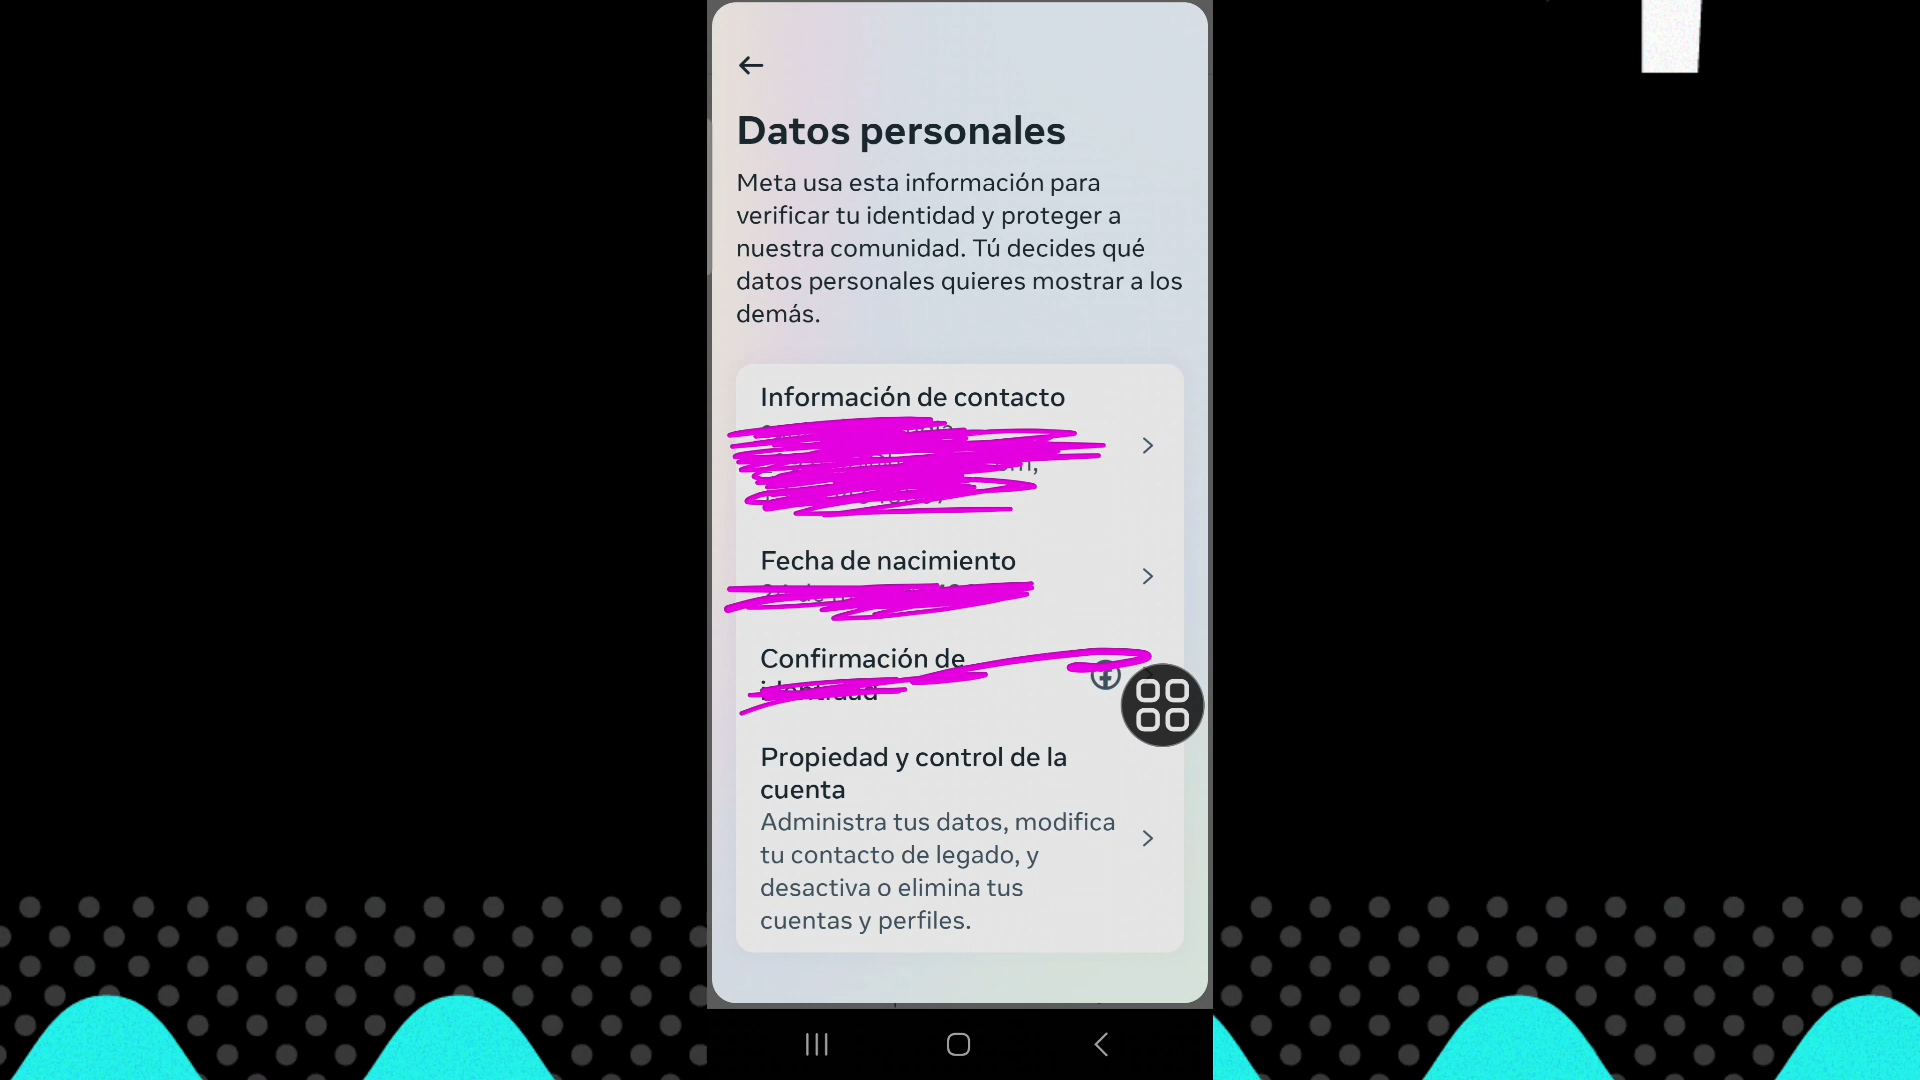 Datos personales
Meta usa esta información para
verificar tu identidad y proteger a
nuestra comunidad. Tú decides qué
datos personales quieres mostrar a los
demás.
Información de contacto
Fecha de nacimiento
Confirmación de
identidad
Propiedad y control de la
cuenta
Administra tus datos, modifica
tu contacto de legado, y
desactiva o elimina tus
cuentas y perfiles.